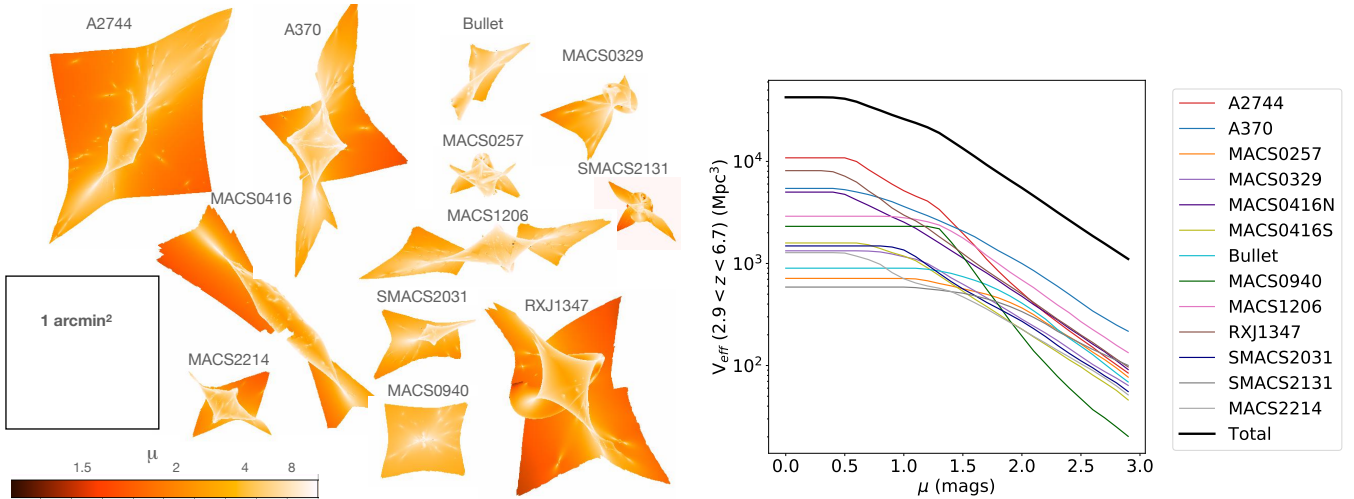 A2744
A370
Bullet
MACS0329
MACS0257
SMACS2131
MACS0416
MACS1206
1 arcmin²
SMACS2031
RXJ1347
MACS2214
MACS0940
μ
1.5 2 4 8
V_eff (2.9 < z < 6.7) (Mpc³)
10⁴
10³
10²
0.0 0.5 1.0 1.5 2.0 2.5 3.0
μ (mags)
A2744
A370
MACS0257
MACS0329
MACS0416N
MACS0416S
Bullet
MACS0940
MACS1206
RXJ1347
SMACS2031
SMACS2131
MACS2214
Total